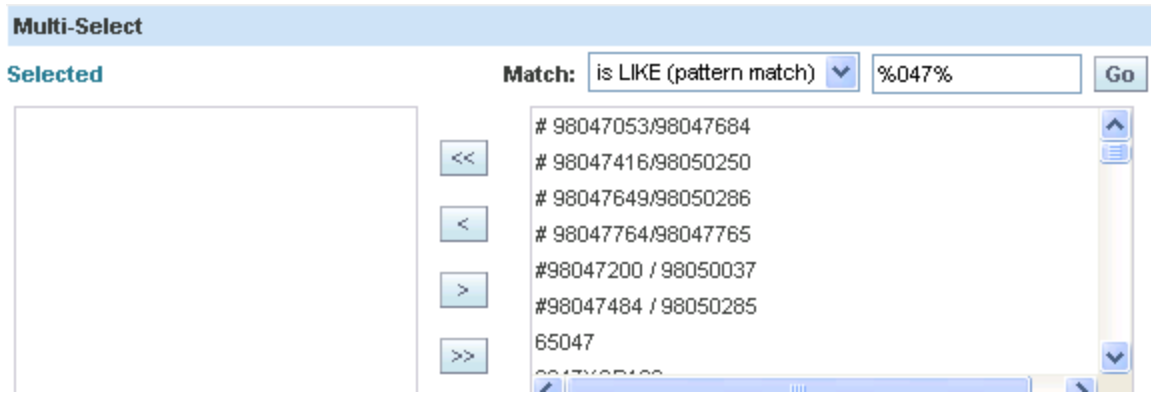 Multi-Select
Selected
Match: is LIKE (pattern match) %047% Go
# 98047053/98047684
<< # 98047416/98050250
# 98047649/98050286
< # 98047764/98047765
#98047200 / 98050037
> #98047484 / 98050285
65047
>>